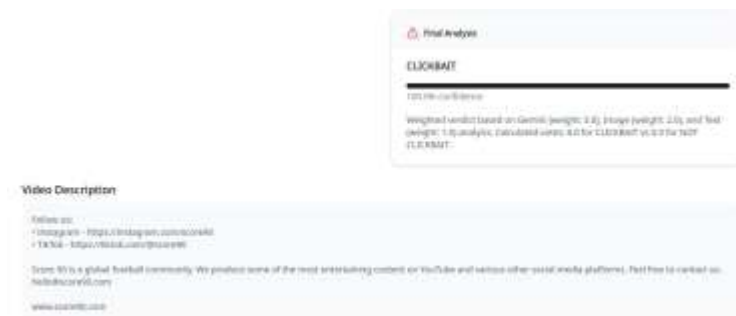 Final Analysis
CLICKBAIT
confidence
Weighted verdict based on Gemini (weight: 3.0), Image (weight: 2.0), and Text
(weight: 1.0) analysis. Calculated votes: 6.0 for CLICKBAIT vs 0.0 for NOT
CLICKBAIT.
Video Description
Follow us:
• Instagram - https://instagram.com/score90
• TikTok - https://tiktok.com/@score90
Score 90 is a global football community. We produce some of the most entertaining content on YouTube and various other social media platforms. Feel free to contact us:
hello@score90.com
www.score90.com